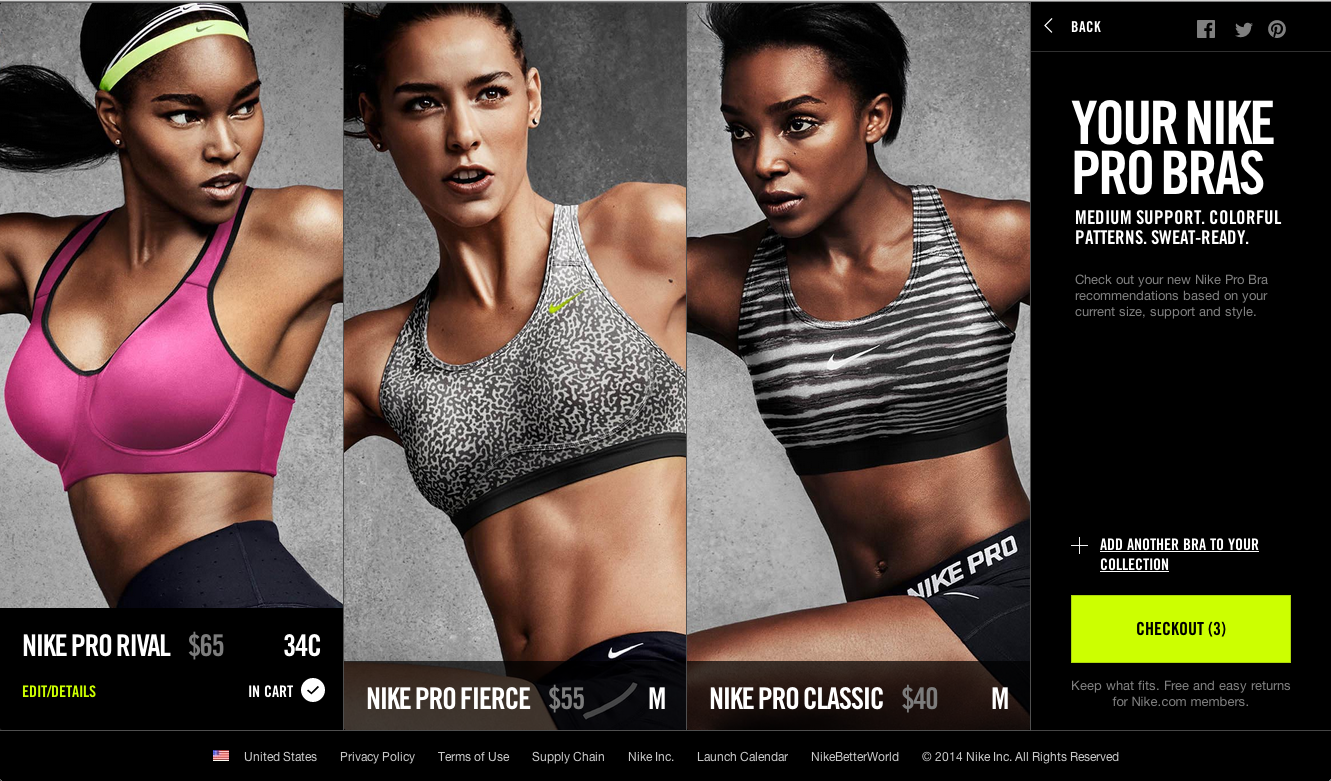 BACK
YOUR NIKE
PRO BRAS
MEDIUM SUPPORT. COLORFUL
PATTERNS. SWEAT-READY.
Check out your new Nike Pro Bra
recommendations based on your
current size, support and style.
ADD ANOTHER BRA TO YOUR
COLLECTION
CHECKOUT (3)
Keep what fits. Free and easy returns
for Nike.com members.
NIKE PRO
NIKE PRO RIVAL $65 34C
EDIT/DETAILS IN CART
NIKE PRO FIERCE $55 M
NIKE PRO CLASSIC $40 M
United States Privacy Policy Terms of Use Supply Chain Nike Inc. Launch Calendar NikeBetterWorld © 2014 Nike Inc. All Rights Reserved